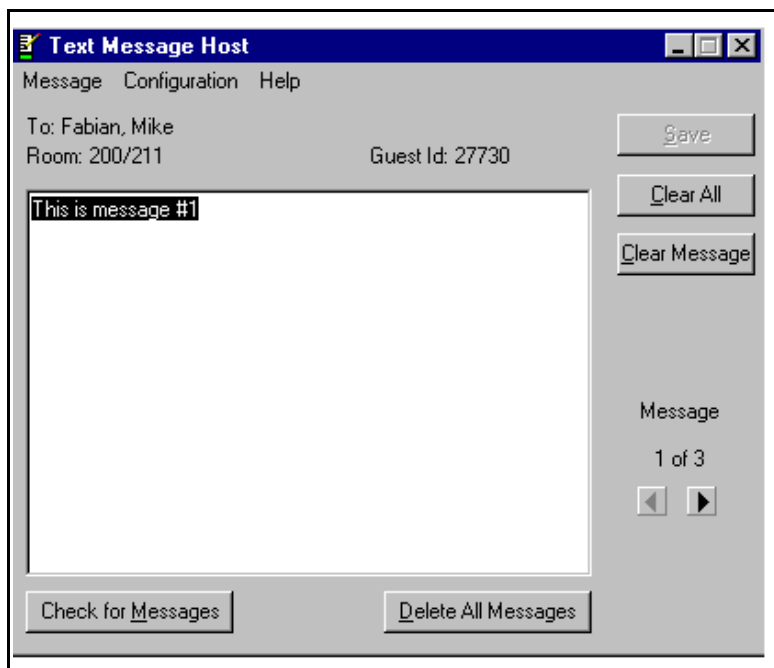 Text Message Host
Message Configuration Help
To: Fabian, Mike
Room: 200/211 Guest Id: 27730
This is message #1
Save
Clear All
Clear Message
Message
1 of 3
Check for Messages Delete All Messages